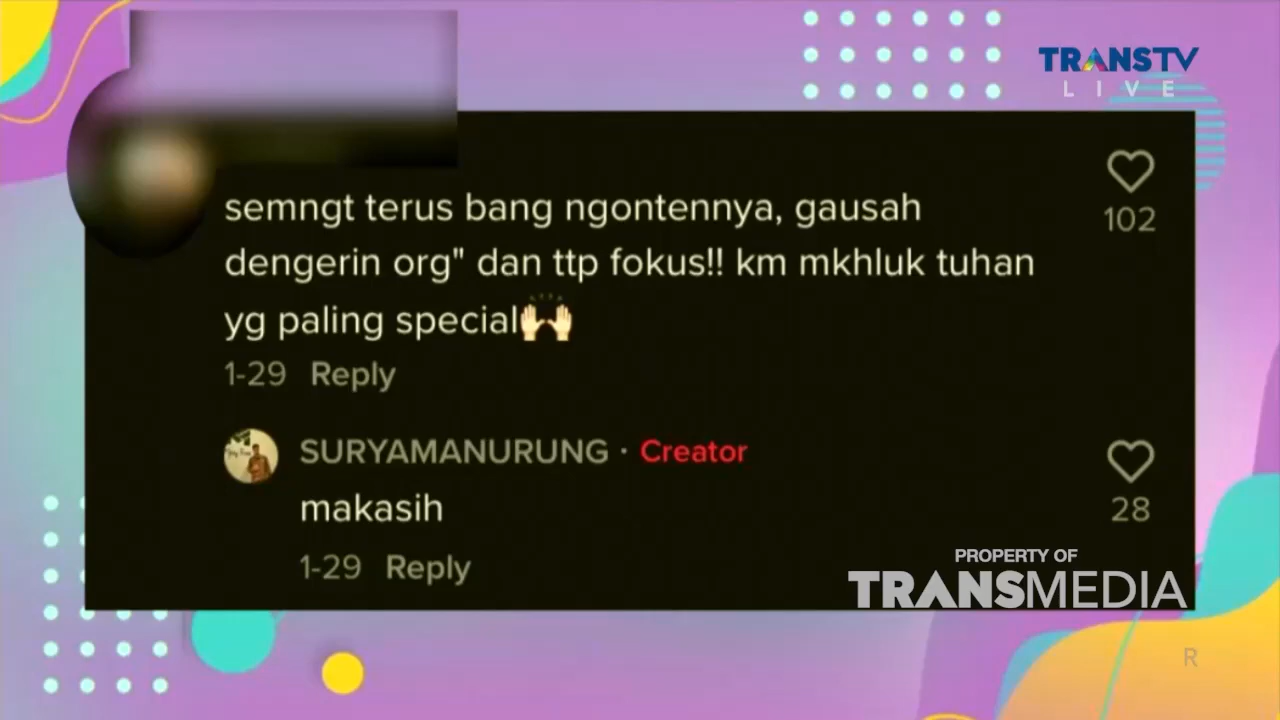 TRANSTV
LIVE
semngt terus bang ngontennya, gausah
dengerin org" dan ttp fokus!! km mkhluk tuhan
yg paling special🙌🏻
1-29 Reply
102
SURYAMANURUNG · Creator
makasih
1-29 Reply
28
PROPERTY OF
TRANSMEDIA
R